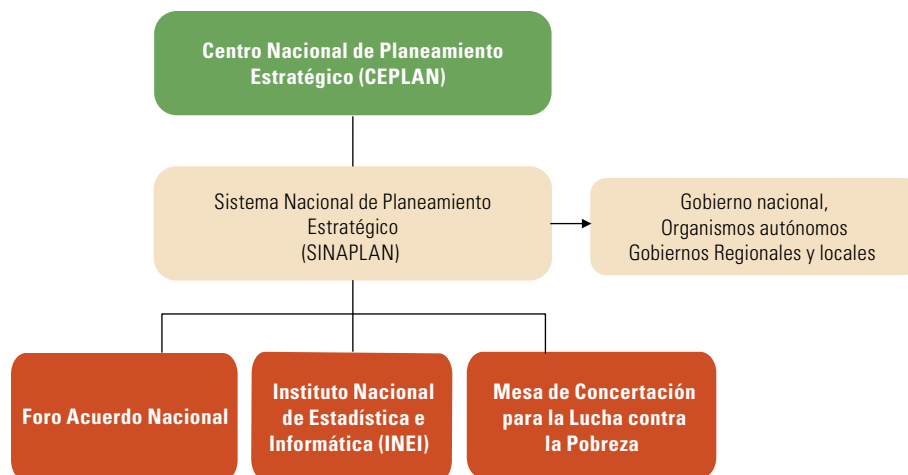 Centro Nacional de Planeamiento
Estratégico (CEPLAN)
Sistema Nacional de Planeamiento
Estratégico
(SINAPLAN)
Gobierno nacional,
Organismos autónomos
Gobiernos Regionales y locales
Foro Acuerdo Nacional
Instituto Nacional
de Estadística e
Informática (INEI)
Mesa de Concertación
para la Lucha contra
la Pobreza